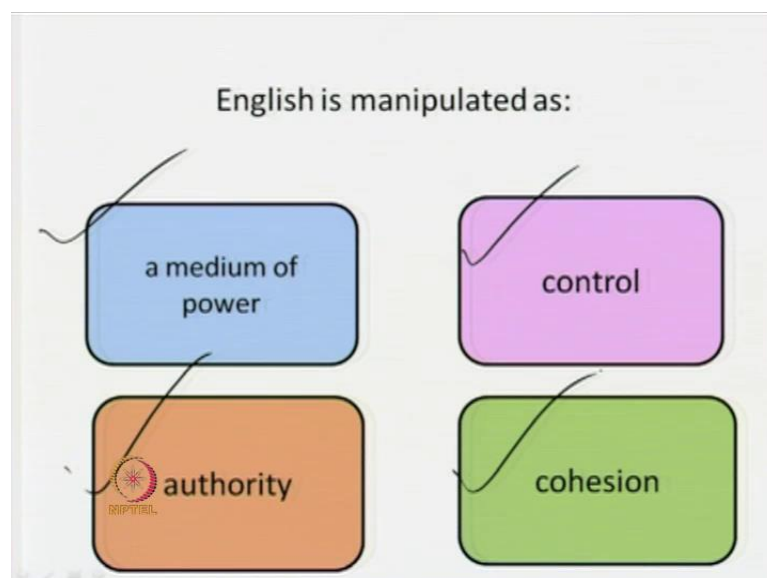 English is manipulated as:
a medium of
power
control
authority
cohesion
NPTEL